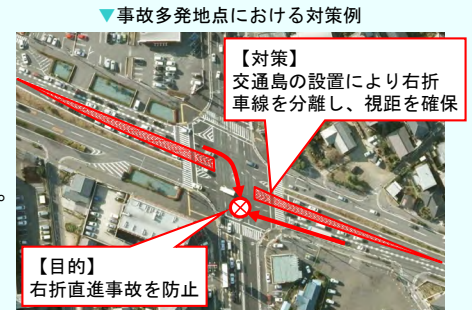 ▼事故多発地点における対策例
【対策】
交通島の設置により右折
車線を分離し、視距を確保
。
【目的】
右折直進事故を防止